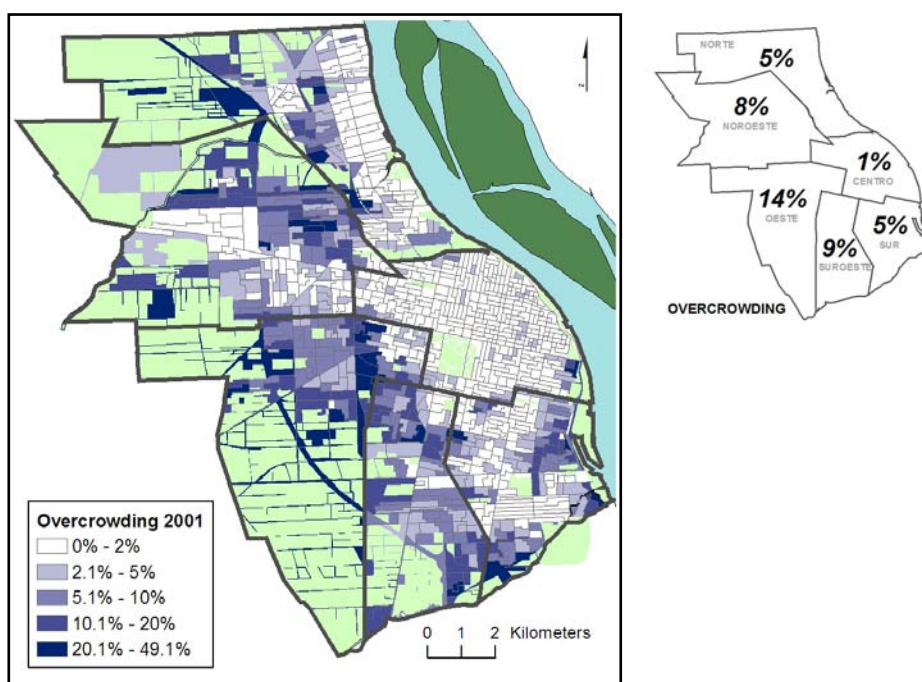 Overcrowding 2001
0% - 2%
2.1% - 5%
5.1% - 10%
10.1% - 20%
20.1% - 49.1%
0 1 2 Kilometers
z
NORTE
5%
8%
NOROESTE
1%
CENTRO
14%
OESTE
5%
SUR
9%
SUROESTE
OVERCROWDING